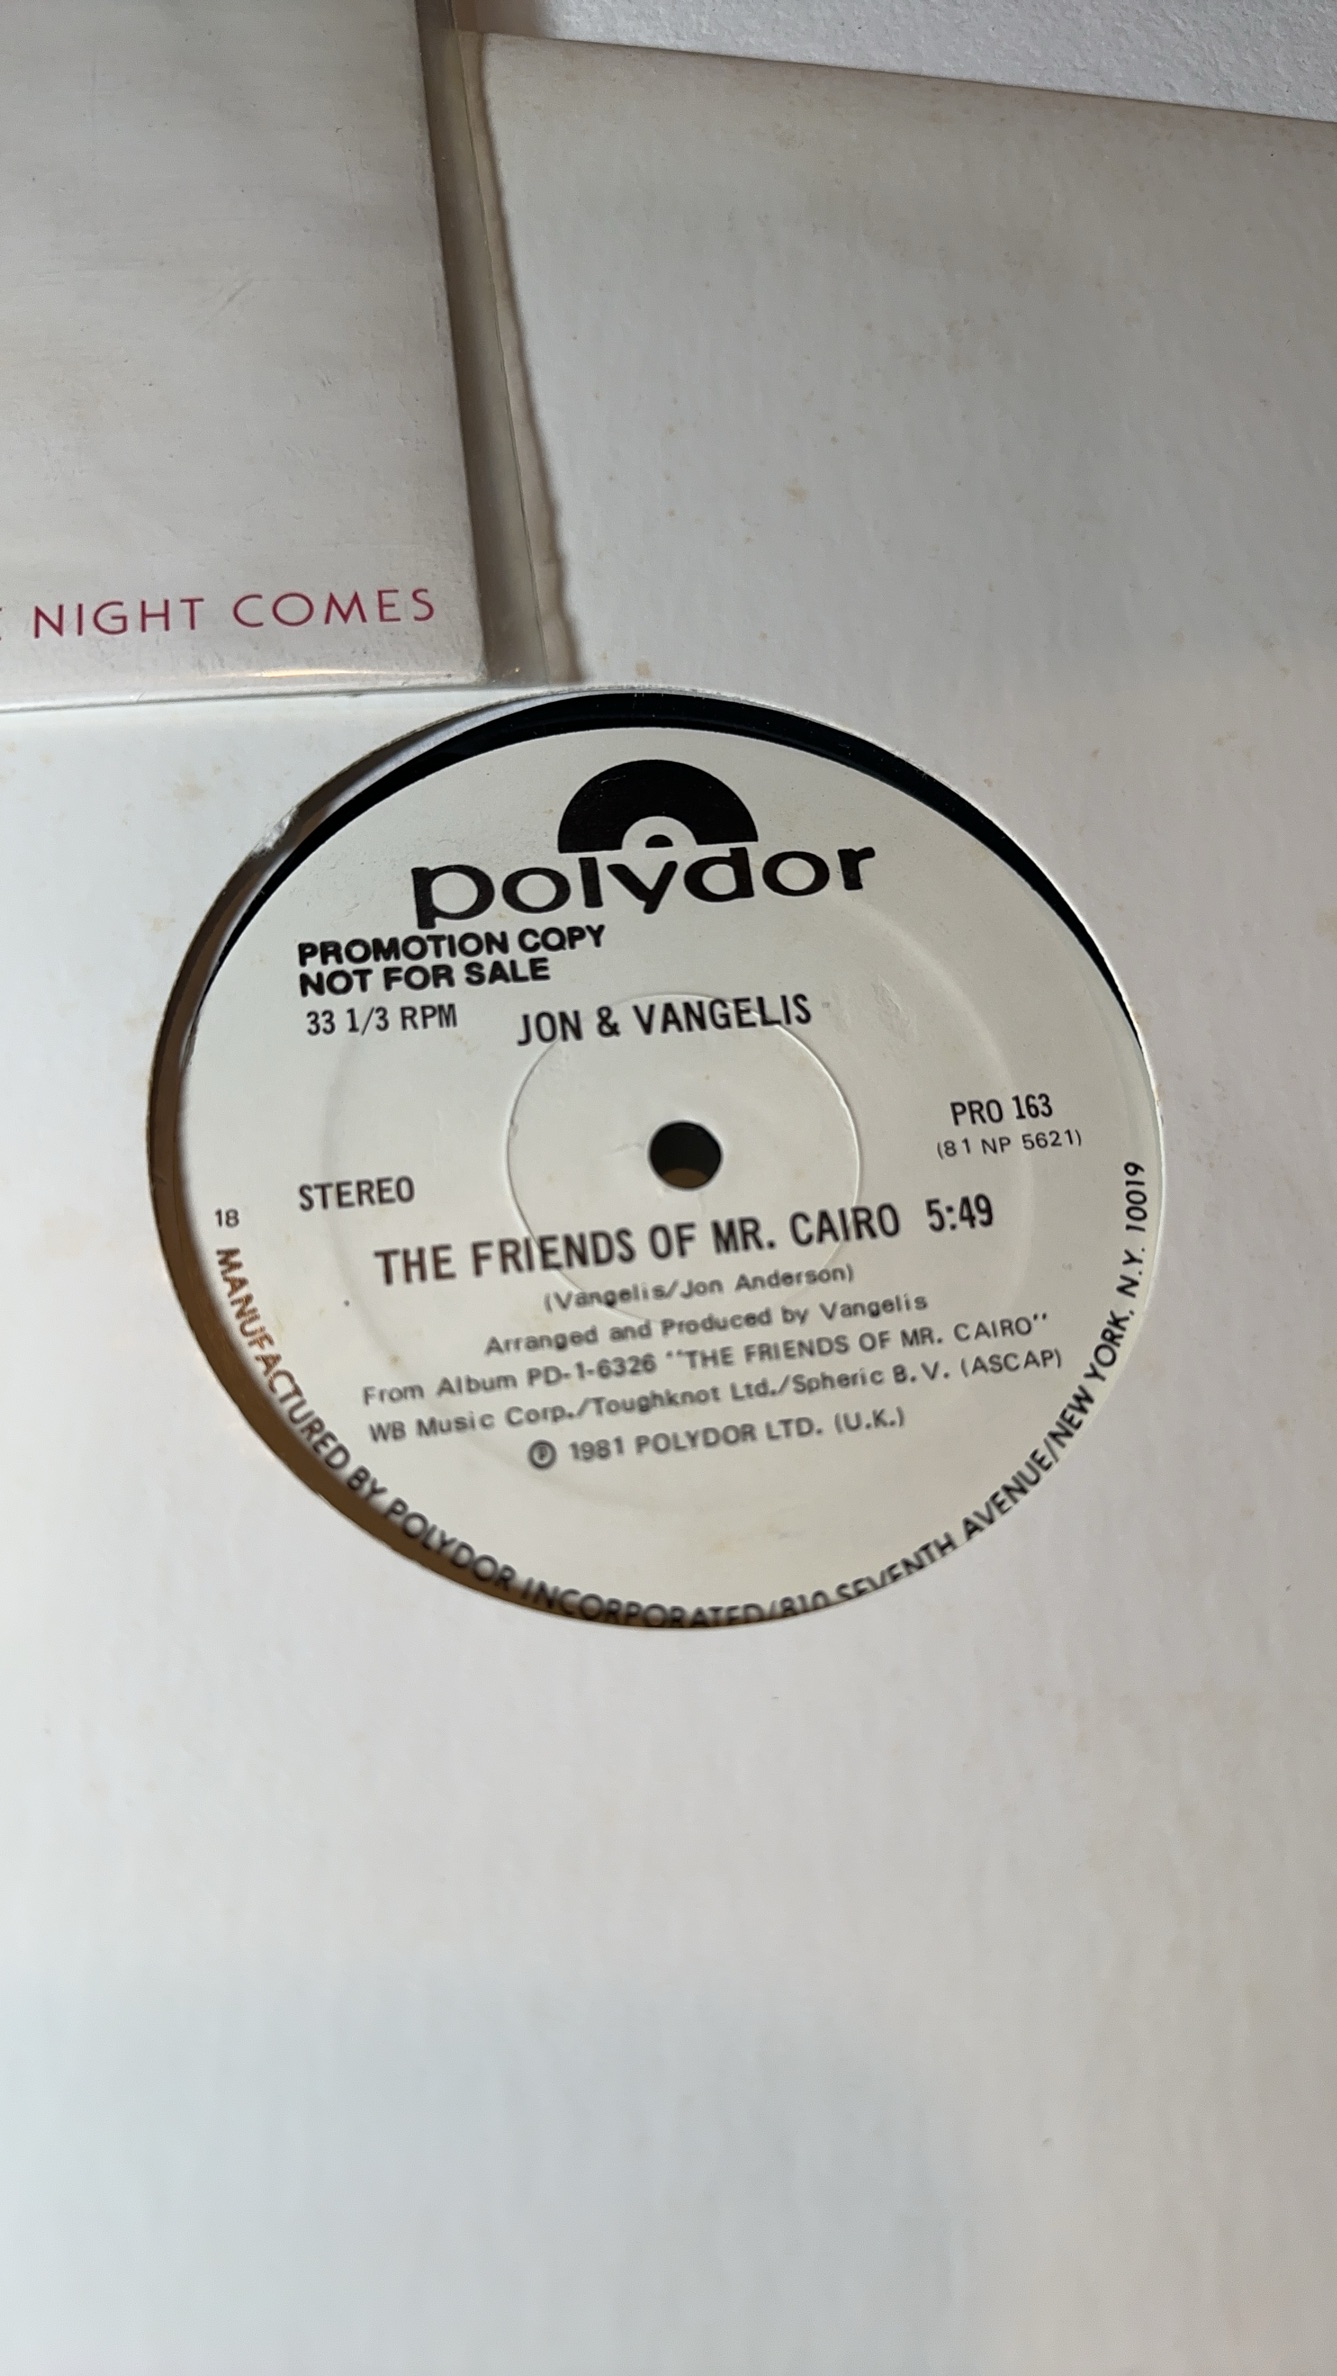 NIGHT COMES
polydor
PROMOTION COPY
NOT FOR SALE
33 1/3 RPM
JON & VANGELIS
PRO 163
(81 NP 5621)
STEREO
18
THE FRIENDS OF MR. CAIRO 5:49
(Vangelis/Jon Anderson)
Arranged and Produced by Vangelis
From Album PD-1-6326 "THE FRIENDS OF MR. CAIRO"
WB Music Corp./Toughknot Ltd./Spheric B.V. (ASCAP)
Ⓟ 1981 POLYDOR LTD. (U.K.)
MANUFACTURED BY POLYDOR INCORPORATED/810 SEVENTH AVENUE/NEW YORK, N.Y. 10019